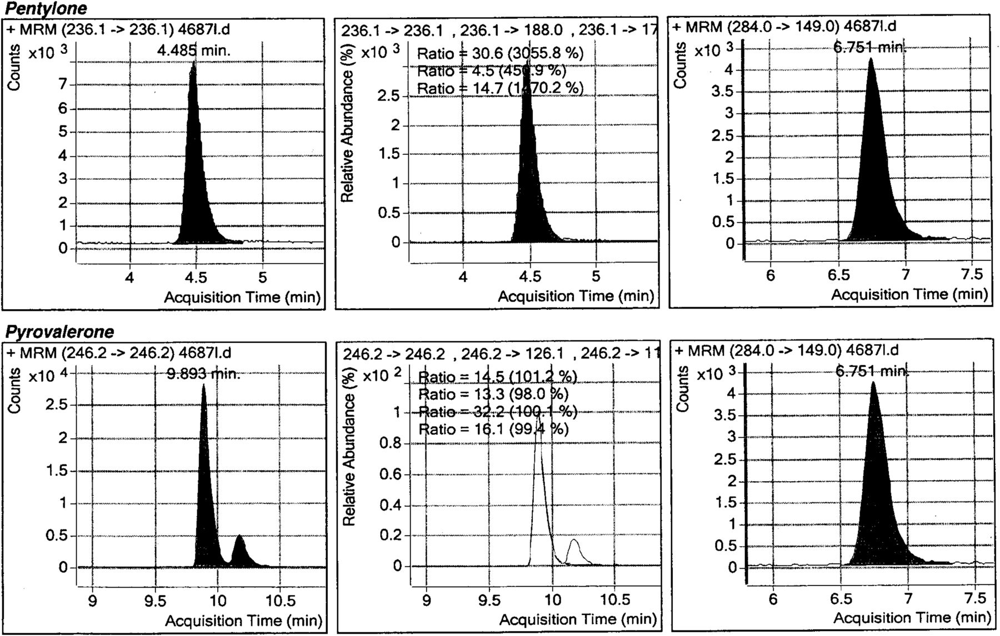 Pentylone
+ MRM (236.1 -> 236.1) 4687I.d
Counts
x10 3
4.485 min.
7
6
5
4
3
2
1
0
4 4.5 5
Acquisition Time (min)
236.1 -> 236.1 , 236.1 -> 188.0 , 236.1 -> 17
Relative Abundance (%)
x10 3
Ratio = 30.6 (3055.8 %)
Ratio = 4.5 (450.9 %)
Ratio = 14.7 (1470.2 %)
2.5
2
1.5
1
0.5
0
4 4.5 5
Acquisition Time (min)
+ MRM (284.0 -> 149.0) 4687I.d
Counts
x10 3
6.751 min.
4
3.5
3
2.5
2
1.5
1
0.5
0
6 6.5 7 7.5
Acquisition Time (min)
Pyrovalerone
+ MRM (246.2 -> 246.2) 4687I.d
Counts
x10 4
9.893 min.
2.5
2
1.5
1
0.5
0
9 9.5 10 10.5
Acquisition Time (min)
246.2 -> 246.2 , 246.2 -> 126.1 , 246.2 -> 11
Relative Abundance (%)
x10 2
Ratio = 14.5 (101.2 %)
Ratio = 13.3 (98.0 %)
Ratio = 32.2 (100.1 %)
Ratio = 16.1 (99.4 %)
1
0.8
0.6
0.4
0.2
0
9 9.5 10 10.5
Acquisition Time (min)
+ MRM (284.0 -> 149.0) 4687I.d
Counts
x10 3
6.751 min.
4
3.5
3
2.5
2
1.5
1
0.5
0
6 6.5 7 7.5
Acquisition Time (min)